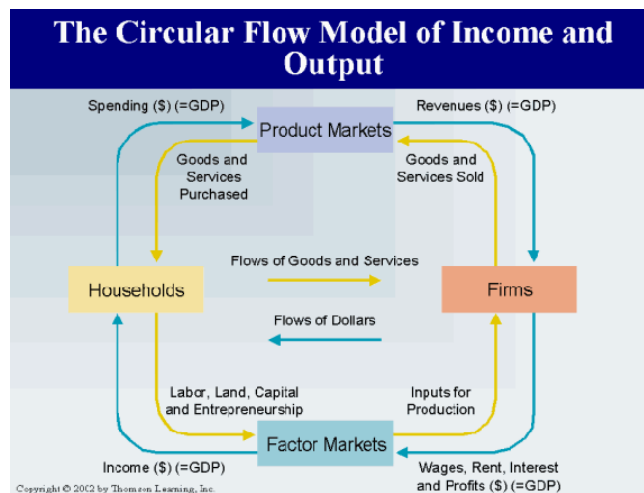 The Circular Flow Model of Income and
Output
Spending ($) (=GDP)
Revenues ($) (=GDP)
Product Markets
Goods and
Services
Purchased
Goods and
Services Sold
Flows of Goods and Services
Households
Firms
Flows of Dollars
Labor, Land, Capital
and Entrepreneurship
Inputs for
Production
Factor Markets
Income ($) (=GDP)
Wages, Rent, Interest
and Profits ($) (=GDP)
Copyright © 2002 by Thomson Learning, Inc.